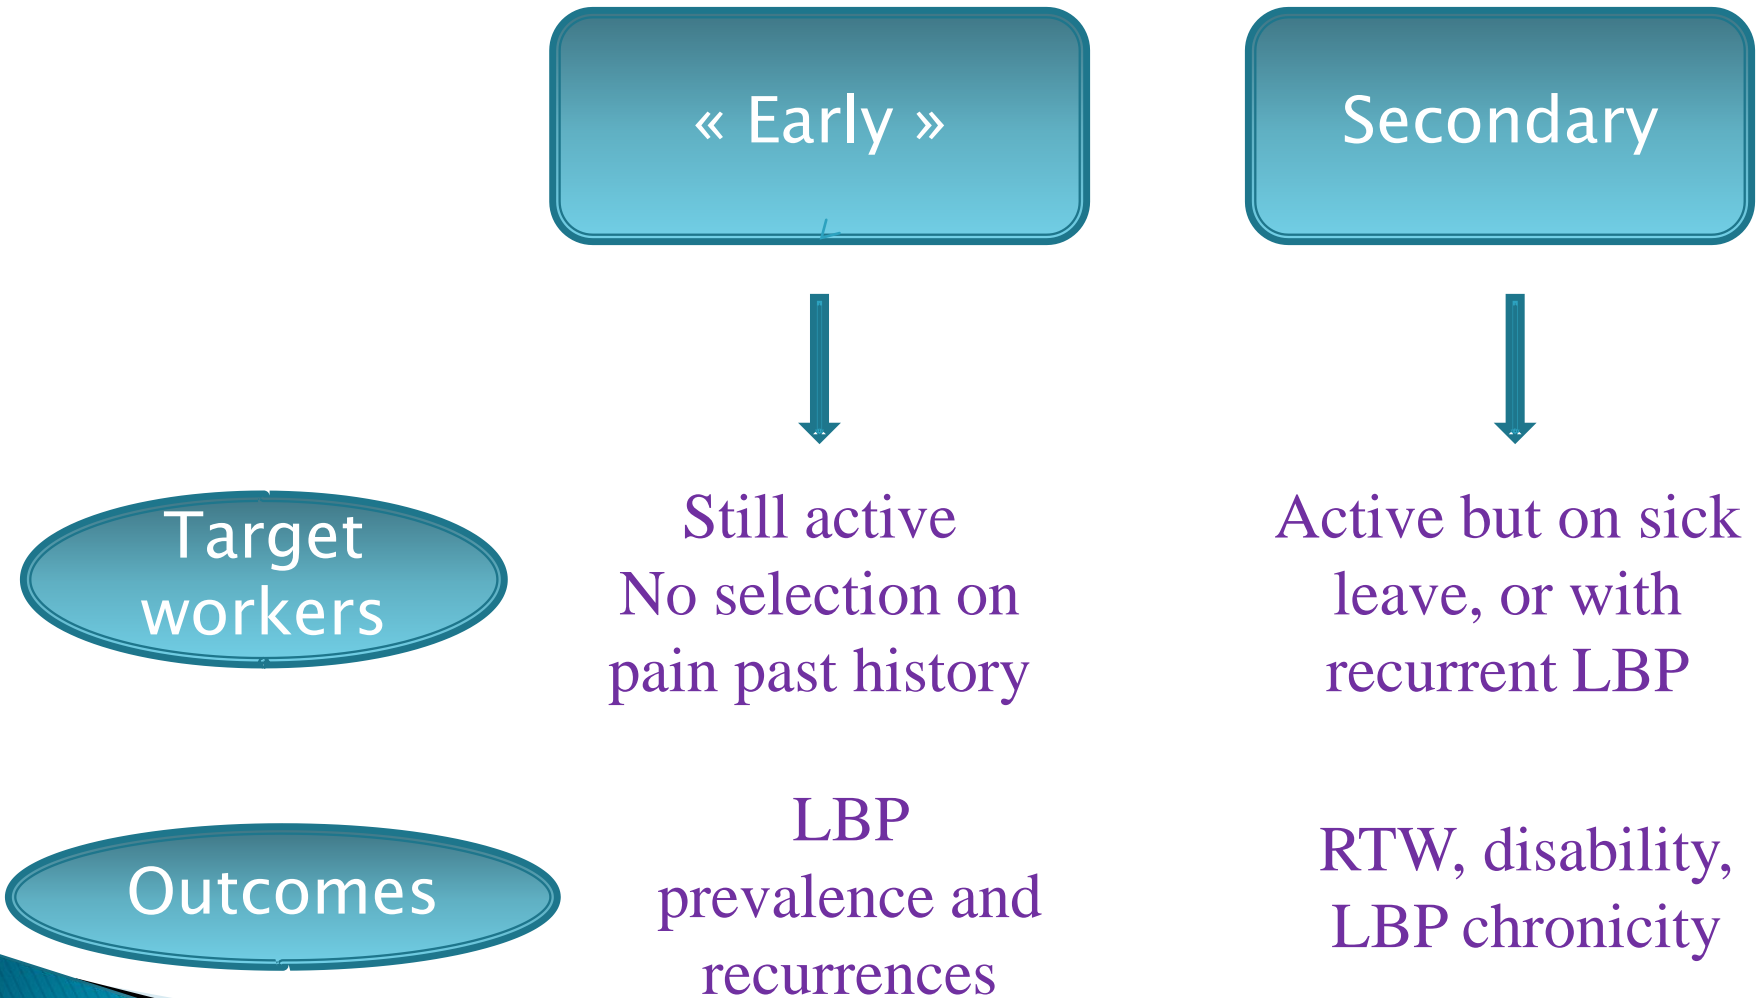 « Early »
Secondary
Target
workers
Still active
No selection on
pain past history
Active but on sick
leave, or with
recurrent LBP
Outcomes
LBP
prevalence and
recurrences
RTW, disability,
LBP chronicity